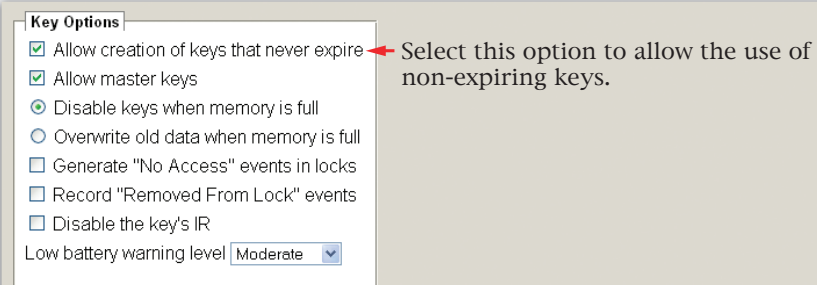 Key Options
Allow creation of keys that never expire
Select this option to allow the use of
non-expiring keys.
Allow master keys
Disable keys when memory is full
Overwrite old data when memory is full
Generate "No Access" events in locks
Record "Removed From Lock" events
Disable the key's IR
Low battery warning level Moderate